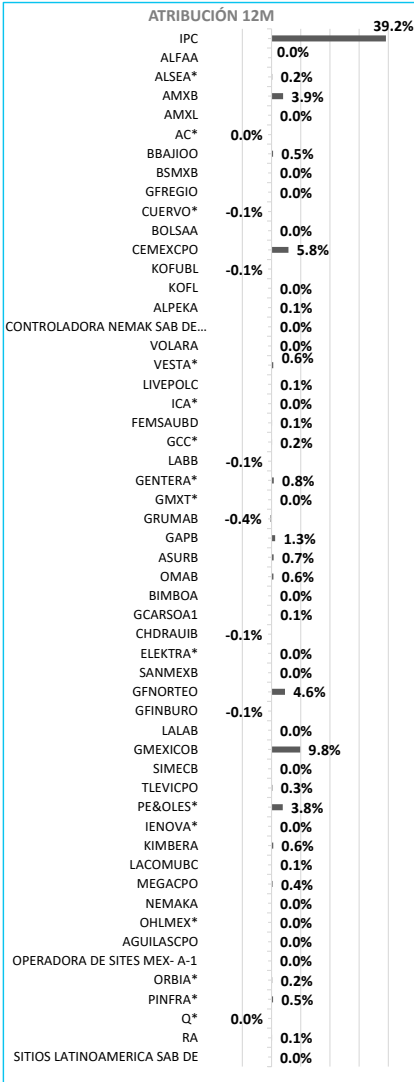 ATRIBUCIÓN 12M
IPC 39.2%
ALFAA 0.0%
ALSEA* 0.2%
AMXB 3.9%
AMXL 0.0%
AC* 0.0%
BBAJIOO 0.5%
BSMXB 0.0%
GFREGIO 0.0%
CUERVO* -0.1%
BOLSAA 0.0%
CEMEXCPO 5.8%
KOFUBL -0.1%
KOFL 0.0%
ALPEKA 0.1%
CONTROLADORA NEMAK SAB DE... 0.0%
VOLARA 0.0%
VESTA* 0.6%
LIVEPOLC 0.1%
ICA* 0.0%
FEMSAUBD 0.1%
GCC* 0.2%
LABB -0.1%
GENTERA* 0.8%
GMXT* 0.0%
GRUMAB -0.4%
GAPB 1.3%
ASURB 0.7%
OMAB 0.6%
BIMBOA 0.0%
GCARSOA1 0.1%
CHDRAUIB -0.1%
ELEKTRA* 0.0%
SANMEXB 0.0%
GFNORTEO 4.6%
GFINBURO -0.1%
LALAB 0.0%
GMEXICOB 9.8%
SIMECB 0.0%
TLEVICPO 0.3%
PE&OLES* 3.8%
IENOVA* 0.0%
KIMBERA 0.6%
LACOMUBC 0.1%
MEGACPO 0.4%
NEMAKA 0.0%
OHLMEX* 0.0%
AGUILASCPO 0.0%
OPERADORA DE SITES MEX- A-1 0.0%
ORBIA* 0.2%
PINFRA* 0.5%
Q* 0.0%
RA 0.1%
SITIOS LATINOAMERICA SAB DE 0.0%